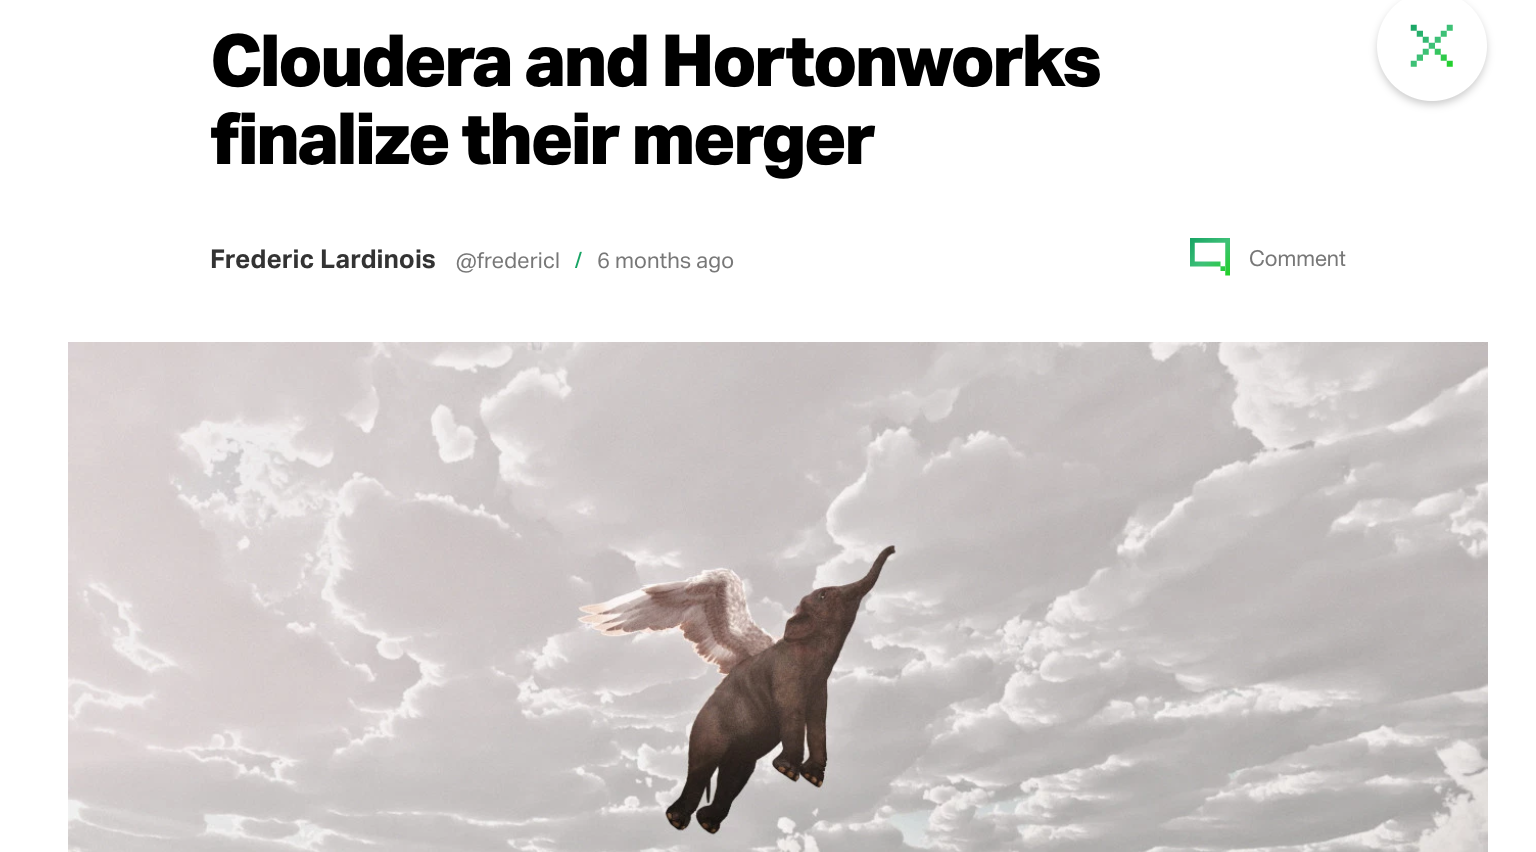 Cloudera and Hortonworks
finalize their merger
Frederic Lardinois @fredericl / 6 months ago
Comment